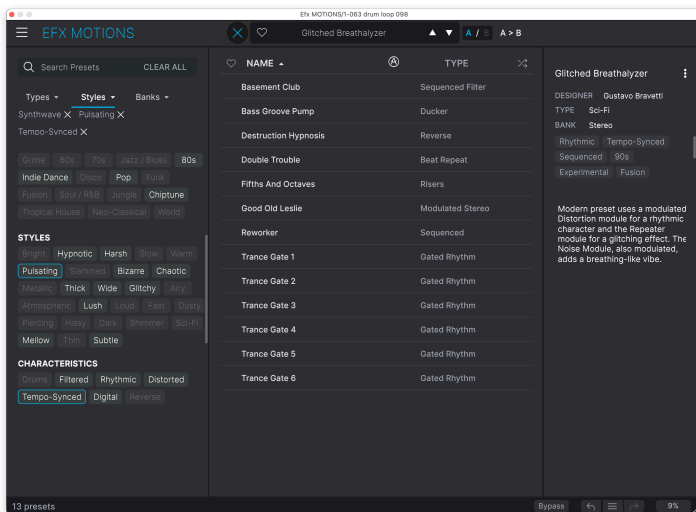 Efx MOTIONS/1-063 drum loop 098
EFX MOTIONS
Glitched Breathalyzer
A / B
A > B
Search Presets
CLEAR ALL
Types
Styles
Banks
Synthwave X Pulsating X
Tempo-Synced X
Grime 60s 70s Jazz / Blues 80s
Indie Dance Disco Pop Funk
Fusion Soul / R&B Jungle Chiptune
Tropical House Neo-Classical World
STYLES
Bright Hypnotic Harsh Slow Warm
Pulsating Slammed Bizarre Chaotic
Metallic Thick Wide Glitchy Airy
Atmospheric Lush Loud Fast Dusty
Piercing Hissy Dark Shimmer Sci-Fi
Mellow Thin Subtle
CHARACTERISTICS
Drums Filtered Rhythmic Distorted
Tempo-Synced Digital Reverse
NAME TYPE
Basement Club Sequenced Filter
Bass Groove Pump Ducker
Destruction Hypnosis Reverse
Double Trouble Beat Repeat
Fifths And Octaves Risers
Good Old Leslie Modulated Stereo
Reworker Sequenced
Trance Gate 1 Gated Rhythm
Trance Gate 2 Gated Rhythm
Trance Gate 3 Gated Rhythm
Trance Gate 4 Gated Rhythm
Trance Gate 5 Gated Rhythm
Trance Gate 6 Gated Rhythm
Glitched Breathalyzer
DESIGNER Gustavo Bravetti
TYPE Sci-Fi
BANK Stereo
Rhythmic Tempo-Synced
Sequenced 90s
Experimental Fusion
Modern preset uses a modulated
Distortion module for a rhythmic
character and the Repeater
module for a glitching effect. The
Noise Module, also modulated,
adds a breathing-like vibe.
13 presets
Bypass
9%